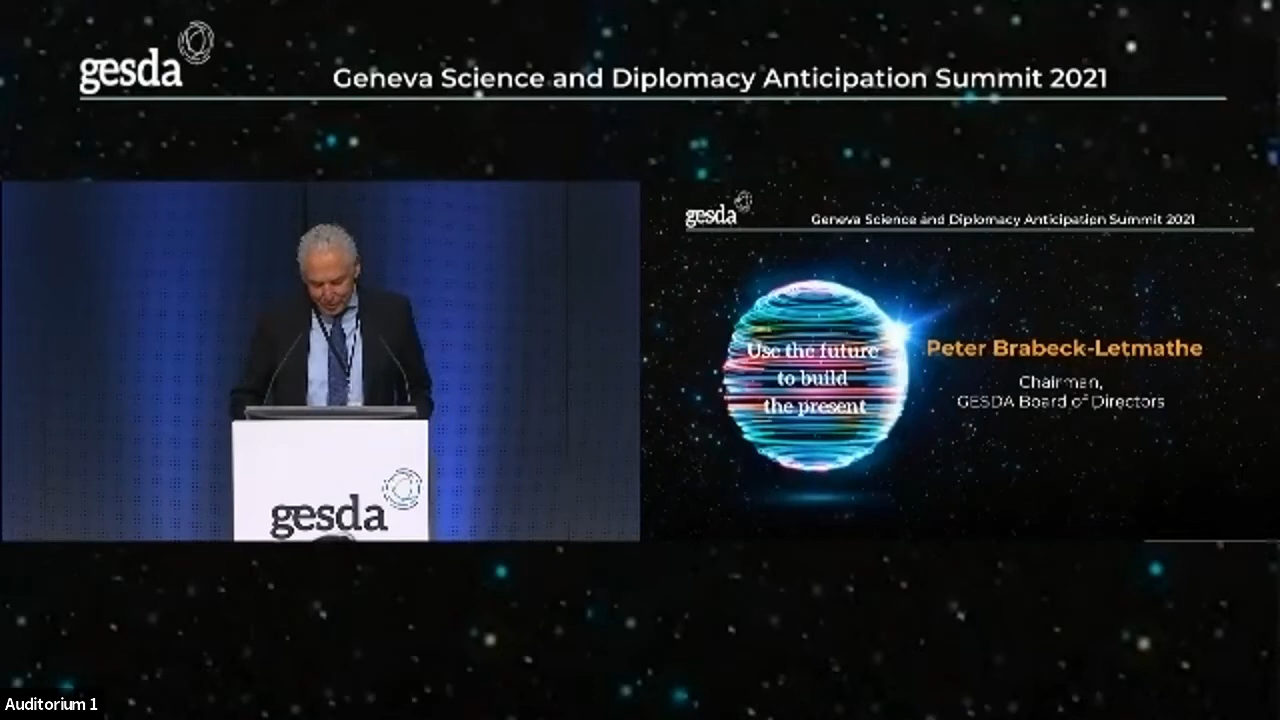 gesda
Geneva Science and Diplomacy Anticipation Summit 2021
gesda
Geneva Science and Diplomacy Anticipation Summit 2021
Use the future
to build
the present
Peter Brabeck-Letmathe
Chairman,
GESDA Board of Directors
gesda
Auditorium 1